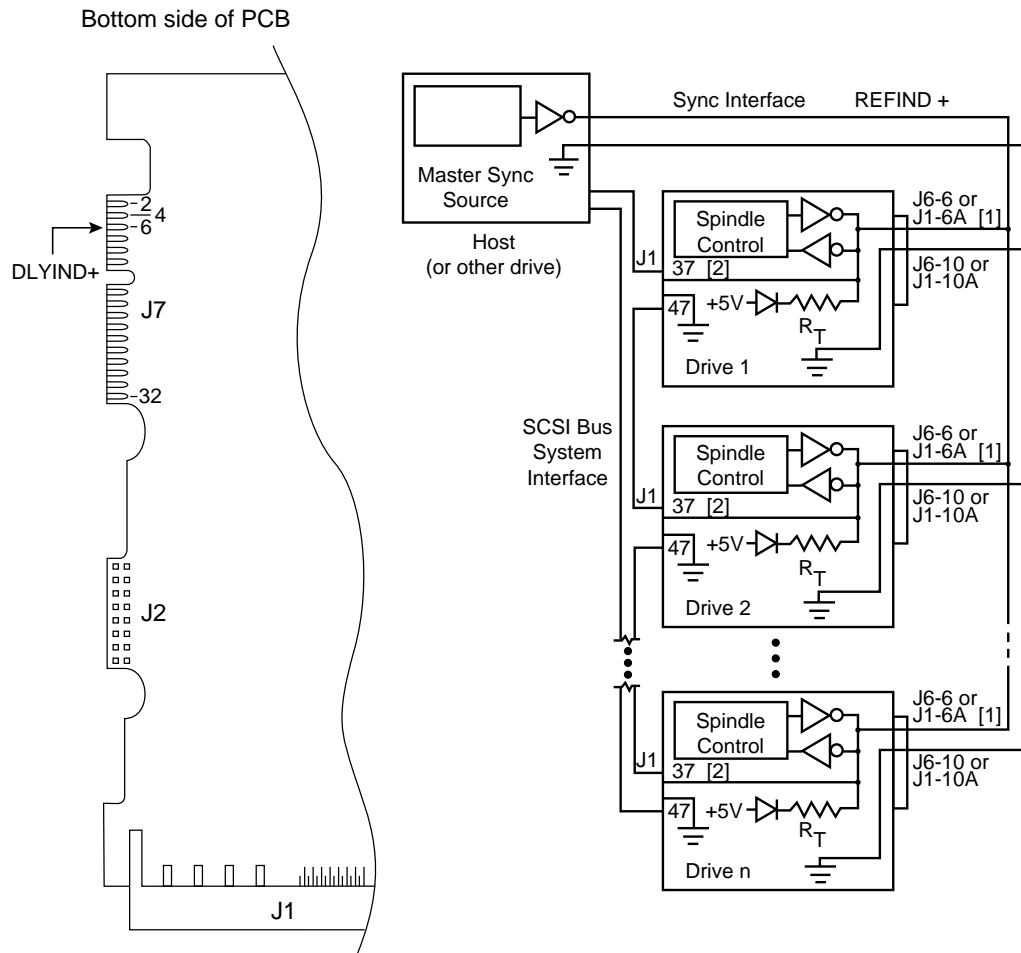 Bottom side of PCB
2
4
6
DLYIND+
J7
32
J2
J1
Sync Interface
REFIND +
Master Sync
Source
Host
(or other drive)
SCSI Bus
System
Interface
J1
Spindle
Control
37 [2]
47
+5V
RT
Drive 1
J6-6 or
J1-6A [1]
J6-10 or
J1-10A
J1
Spindle
Control
37 [2]
47
+5V
RT
Drive 2
J6-6 or
J1-6A [1]
J6-10 or
J1-10A
J1
Spindle
Control
37 [2]
47
+5V
RT
Drive n
J6-6 or
J1-6A [1]
J6-10 or
J1-10A